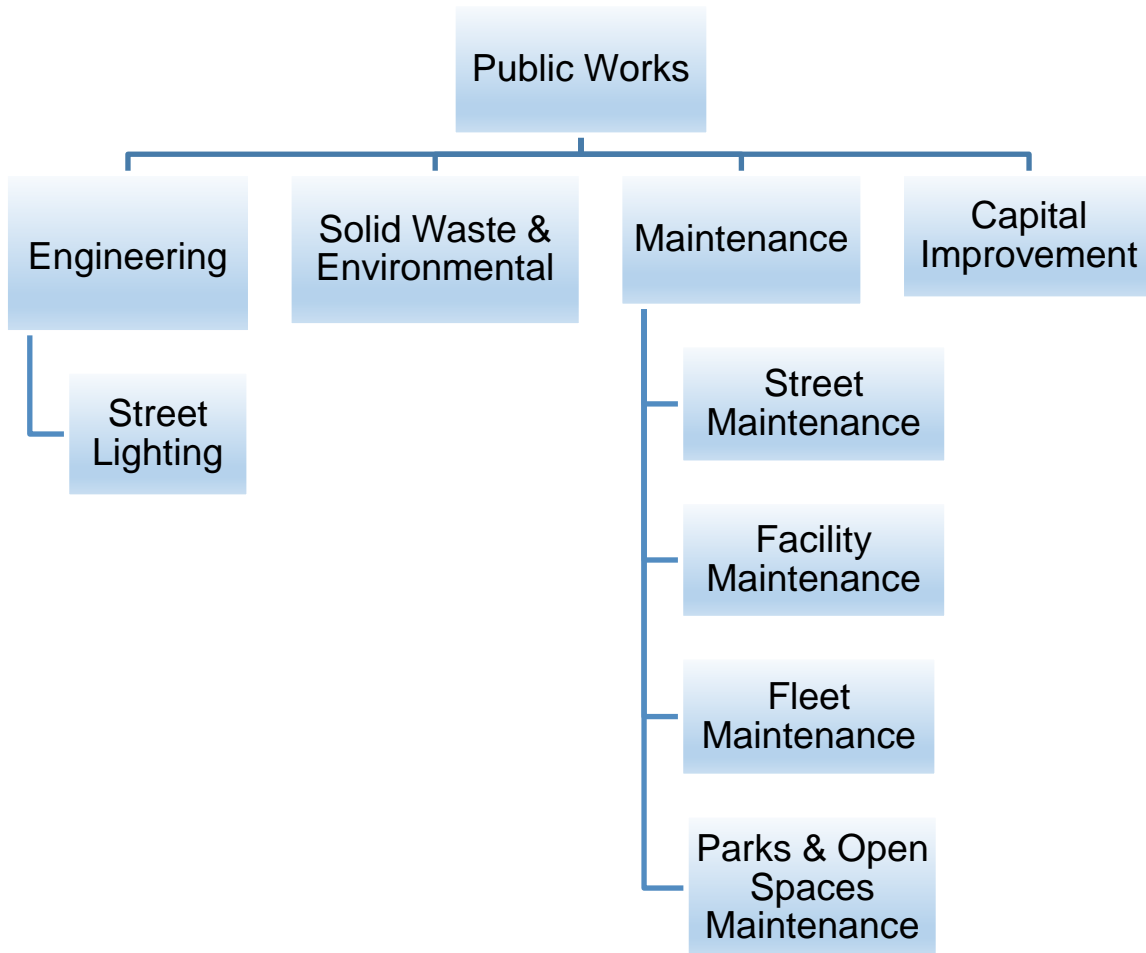 Public Works
Engineering
Solid Waste &
Environmental
Maintenance
Capital
Improvement
Street
Lighting
Street
Maintenance
Facility
Maintenance
Fleet
Maintenance
Parks & Open
Spaces
Maintenance